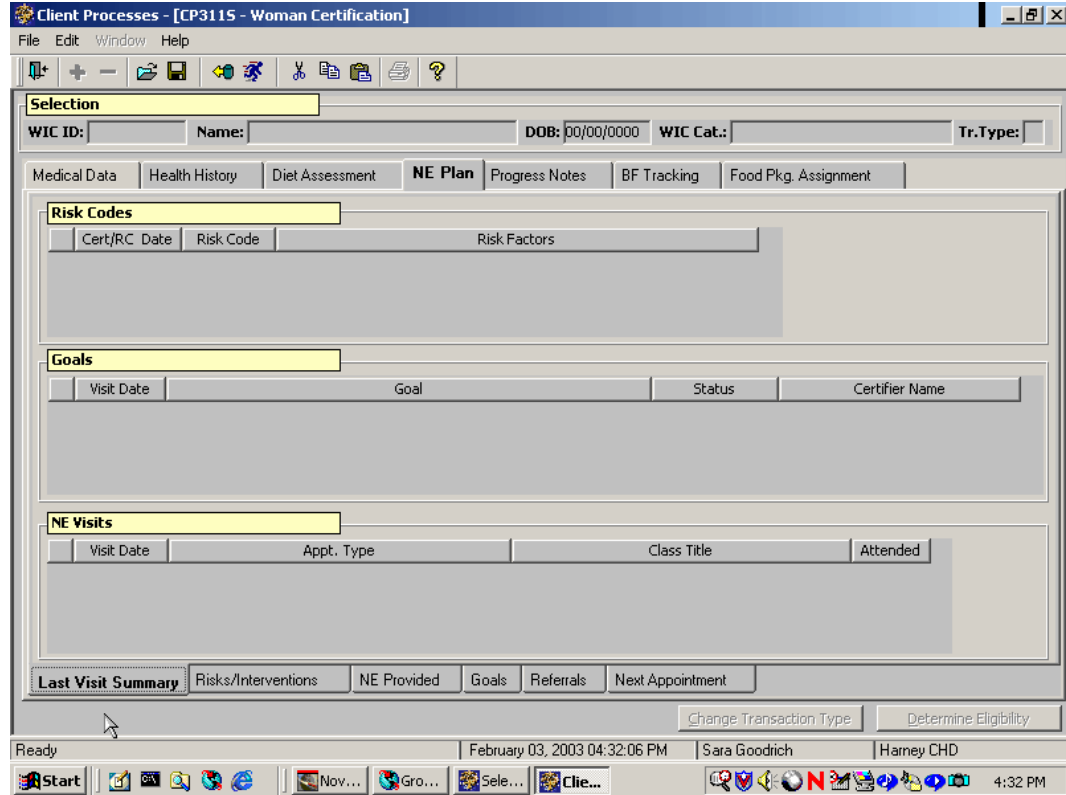 Client Processes - [CP311S - Woman Certification]
File Edit Window Help
Selection
WIC ID: Name: DOB: 00/00/0000 WIC Cat.: Tr.Type:
Medical Data Health History Diet Assessment NE Plan Progress Notes BF Tracking Food Pkg. Assignment
Risk Codes
Cert/RC Date Risk Code Risk Factors
Goals
Visit Date Goal Status Certifier Name
NE Visits
Visit Date Appt. Type Class Title Attended
Last Visit Summary Risks/Interventions NE Provided Goals Referrals Next Appointment
Change Transaction Type Determine Eligibility
Ready February 03, 2003 04:32:06 PM Sara Goodrich Harney CHD
Start Nov... Gro... Sele... Clie... N 4:32 PM